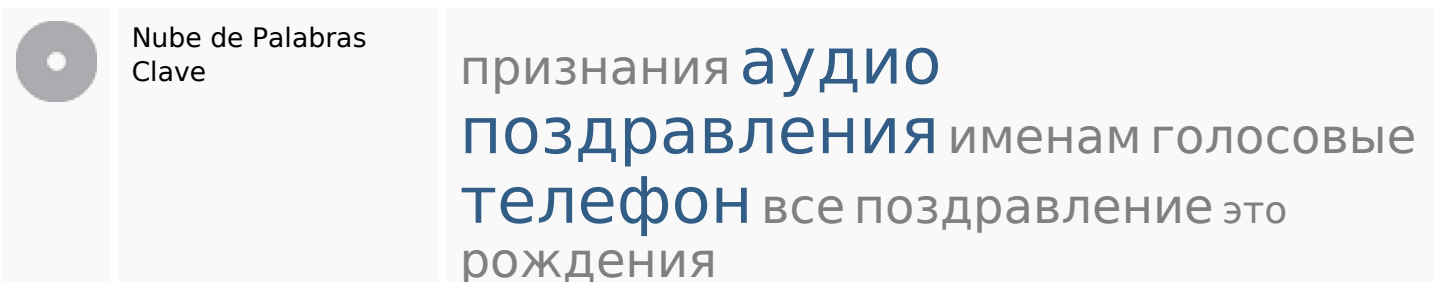 Nube de Palabras
Clave
признания аудио
поздравления именам голосовые
телефон все поздравление это
рождения